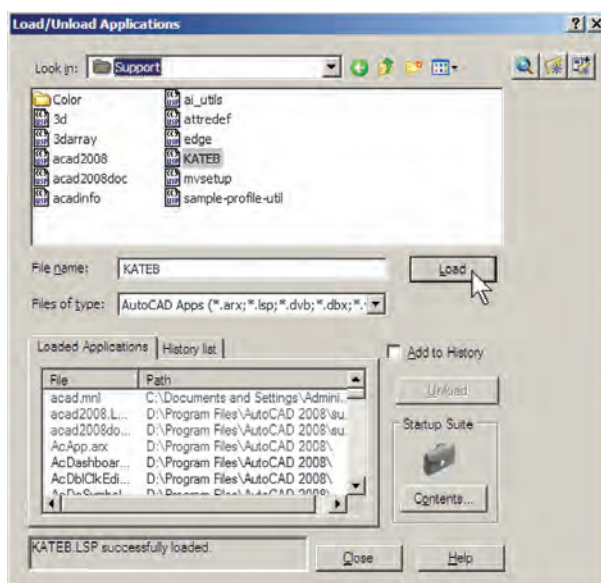 Load/Unload Applications
Look in: Support
Color ai_utils
3d attredef
3darray edge
acad2008 KATEB
acad2008doc mvsetup
acadinfo sample-profile-util
File name: KATEB Load
Files of type: AutoCAD Apps (*.arx;*.lsp;*.dvb;*.dbx;*.
Loaded Applications History list Add to History
File Path
acad.mnl C:\Documents and Settings\Admini... Unload
acad2008.L... D:\Program Files\AutoCAD 2008\su...
acad2008do... D:\Program Files\AutoCAD 2008\su... Startup Suite
AcApp.arx D:\Program Files\AutoCAD 2008\
AcDashboar... D:\Program Files\AutoCAD 2008\
AcDblClkEdi... D:\Program Files\AutoCAD 2008\
D:\Program Files\AutoCAD 2008\ Contents...
KATEB.LSP successfully loaded. Close Help